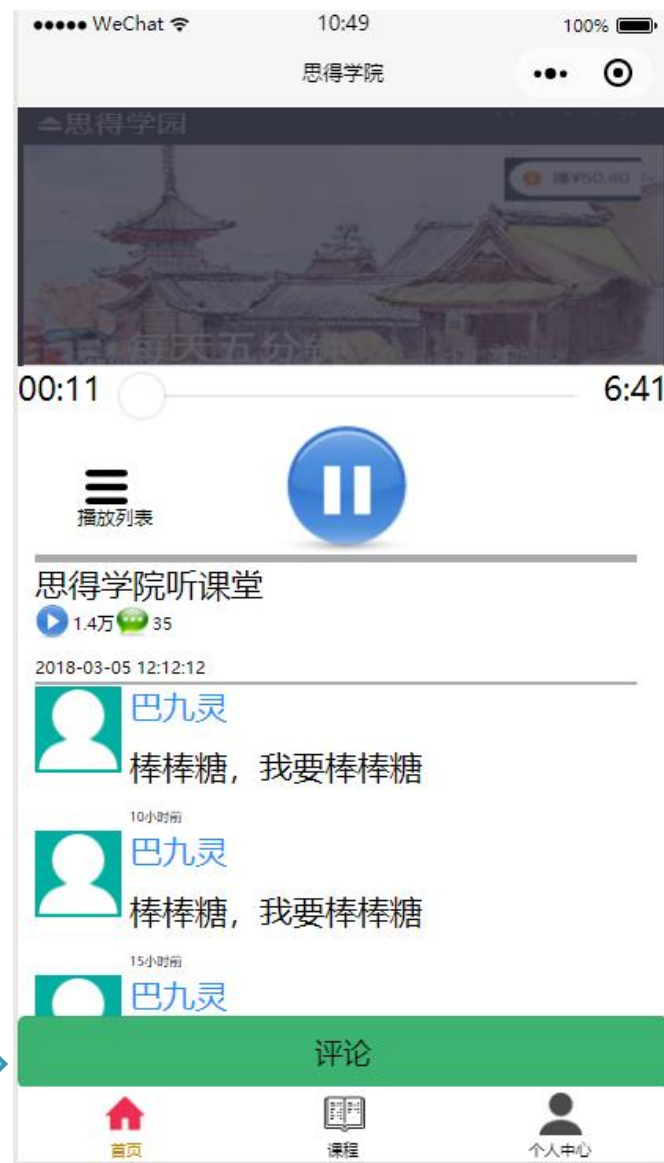 WeChat 10:49 100%
思得学院
思得学园
赚¥50.40
每天五分钟
00:11 6:41
播放列表
思得学院听课堂
1.4万 35
2018-03-05 12:12:12
巴九灵
棒棒糖，我要棒棒糖
10小时前
巴九灵
棒棒糖，我要棒棒糖
15小时前
巴九灵
评论
首页 课程 个人中心